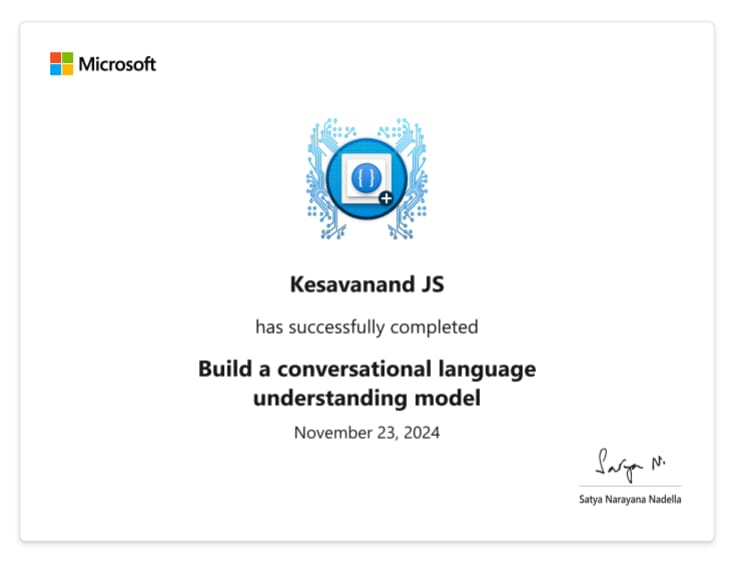 Microsoft
{ }
Kesavanand JS
has successfully completed
Build a conversational language
understanding model
November 23, 2024
Satya N.
Satya Narayana Nadella